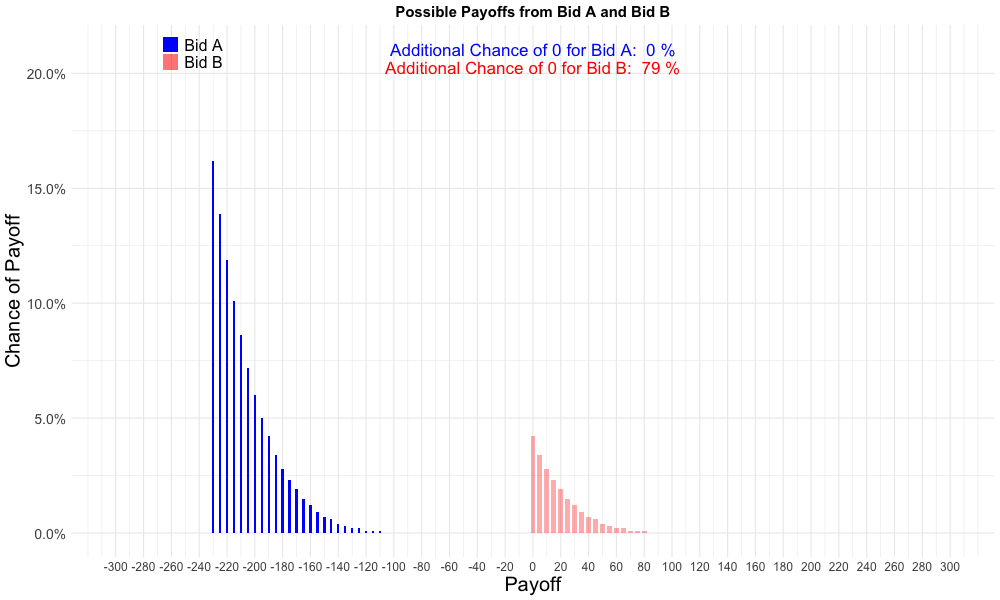 Possible Payoffs from Bid A and Bid B
Bid A
Bid B
Additional Chance of 0 for Bid A:  0 %
Additional Chance of 0 for Bid B:  79 %
Chance of Payoff
20.0%
15.0%
10.0%
5.0%
0.0%
-300 -280 -260 -240 -220 -200 -180 -160 -140 -120 -100 -80 -60 -40 -20 0 20 40 60 80 100 120 140 160 180 200 220 240 260 280 300
Payoff